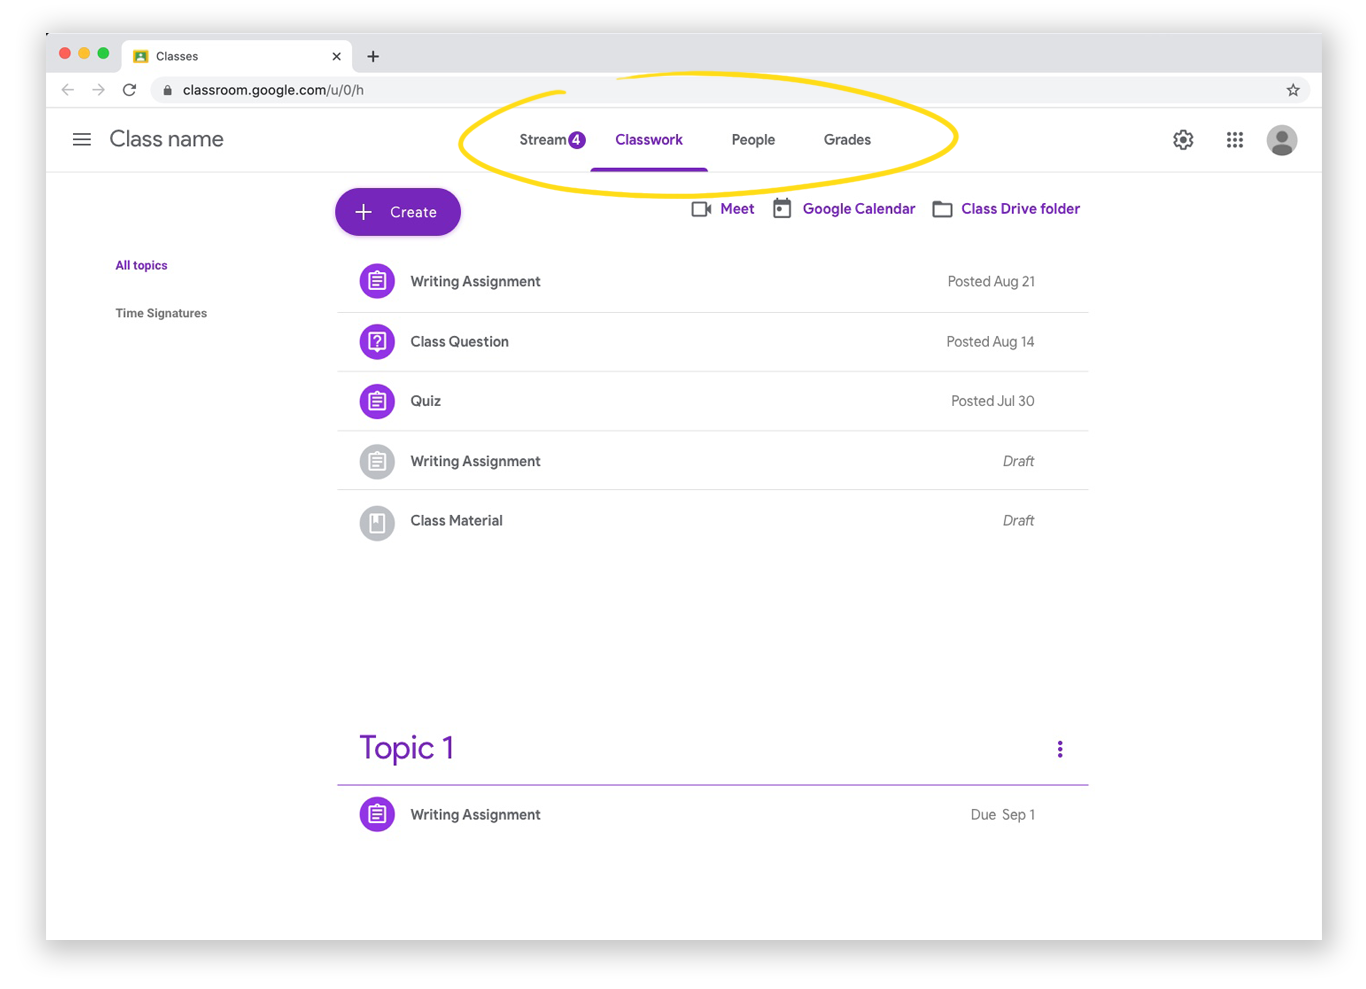 Classes
classroom.google.com/u/0/h
Class name
Stream 4 Classwork People Grades
Create
Meet Google Calendar Class Drive folder
All topics
Time Signatures
Writing Assignment Posted Aug 21
Class Question Posted Aug 14
Quiz Posted Jul 30
Writing Assignment Draft
Class Material Draft
Topic 1
Writing Assignment Due Sep 1